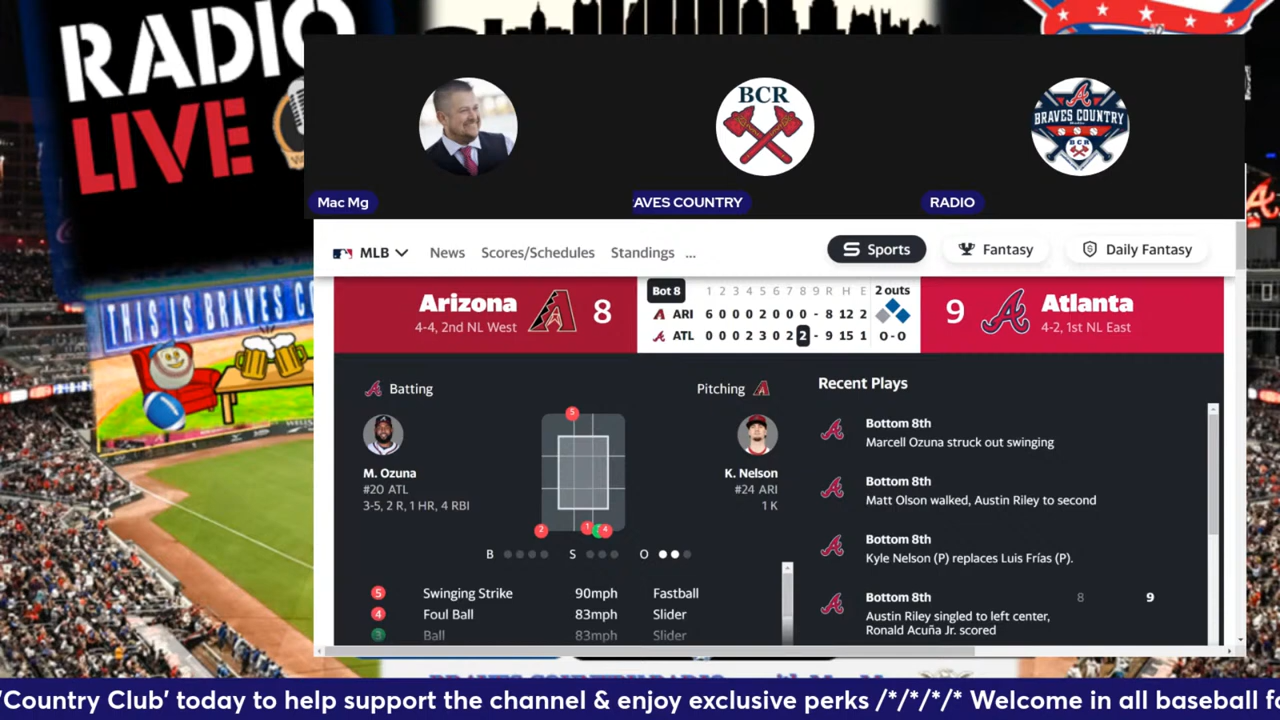 RADIO
LIVE
THIS IS BRAVES CO
BCR
BRAVES COUNTRY
BCR
Mac Mg
AVES COUNTRY
RADIO
MLB
News
Scores/Schedules
Standings
...
Sports
Fantasy
Daily Fantasy
Arizona
4-4, 2nd NL West
8
Bot 8
1 2 3 4 5 6 7 8 9 R H E
ARI 6 0 0 0 2 0 0 0 - 8 12 2
ATL 0 0 0 2 3 0 2 2 - 9 15 1
2 outs
0 - 0
9
Atlanta
4-2, 1st NL East
Batting
Pitching
M. Ozuna
#20 ATL
3-5, 2 R, 1 HR, 4 RBI
5
2
1
4
K. Nelson
#24 ARI
1 K
B
S
O
5 Swinging Strike 90mph Fastball
4 Foul Ball 83mph Slider
3 Ball 83mph Slider
Recent Plays
Bottom 8th
Marcell Ozuna struck out swinging
Bottom 8th
Matt Olson walked, Austin Riley to second
Bottom 8th
Kyle Nelson (P) replaces Luis Frías (P).
Bottom 8th 8 9
Austin Riley singled to left center,
Ronald Acuña Jr. scored
'Country Club' today to help support the channel & enjoy exclusive perks /*/*/*/* Welcome in all baseball fa